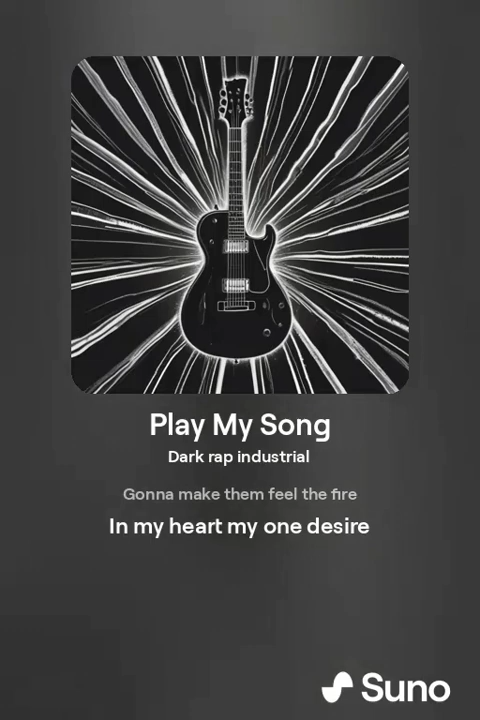 Play My Song
Dark rap industrial
Gonna make them feel the fire
In my heart my one desire
Suno